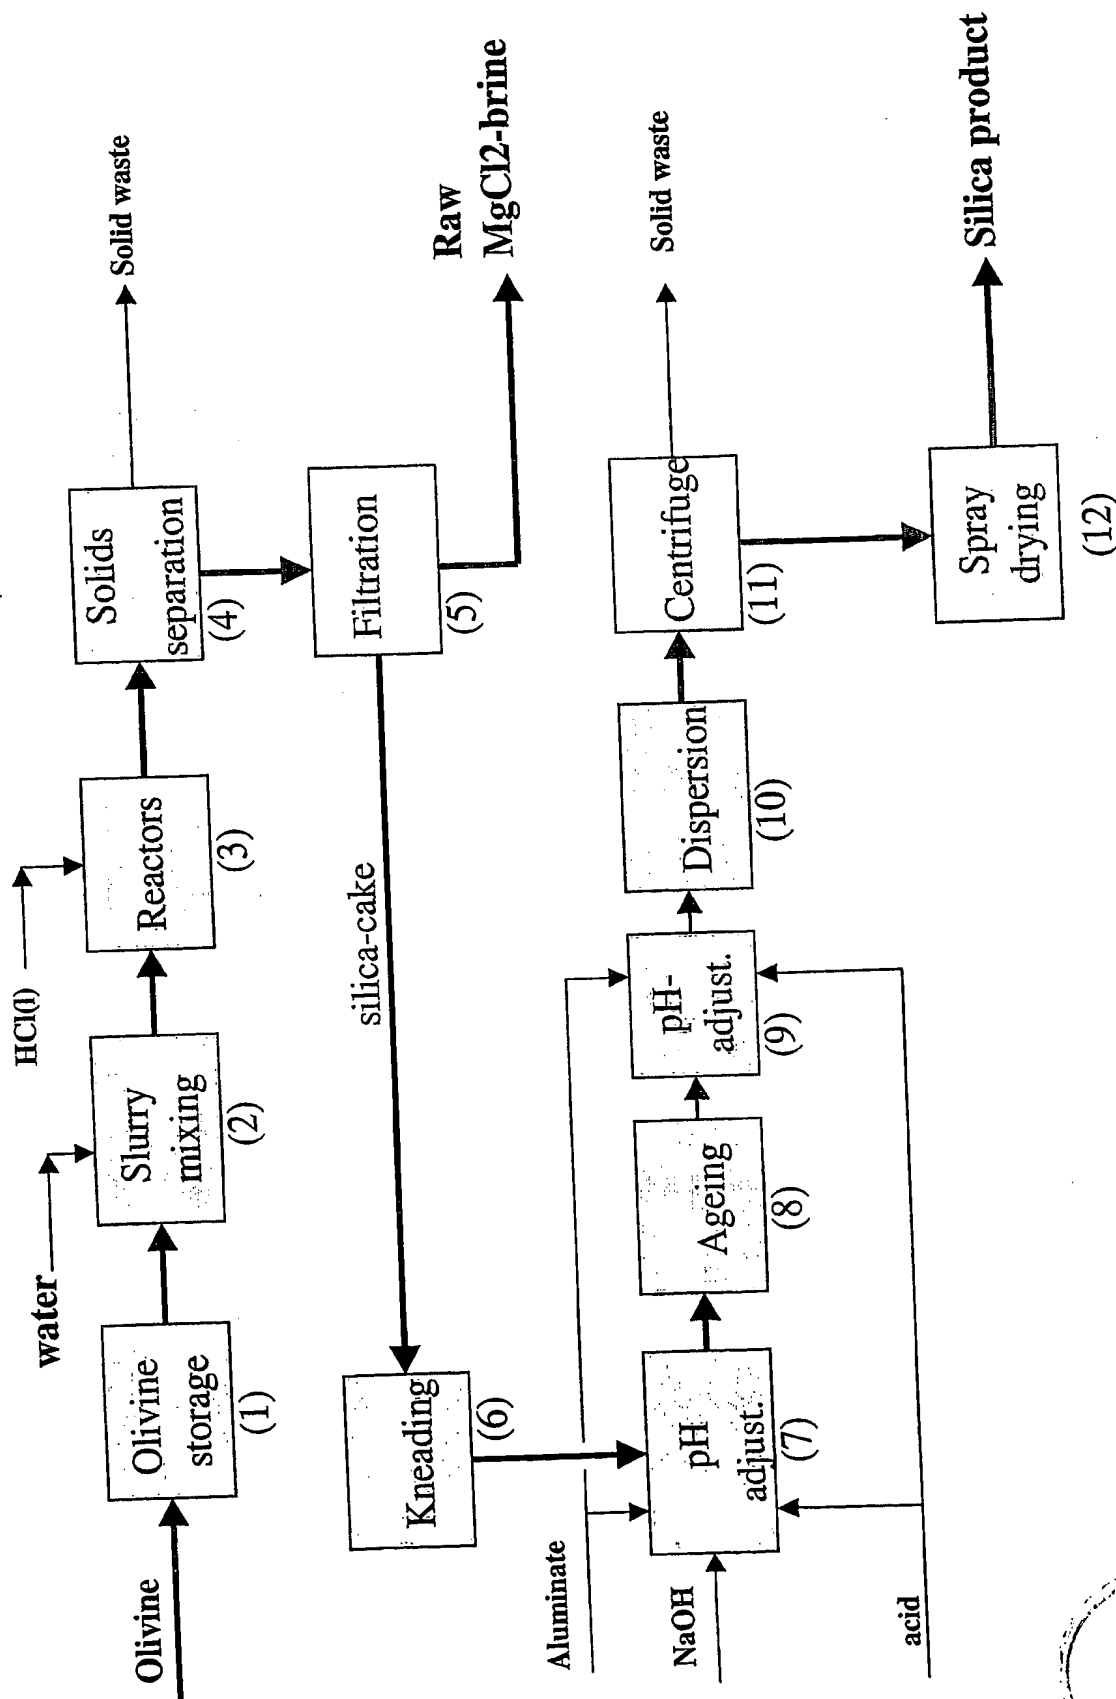 Olivine
Olivine
storage
(1)
water
Slurry
mixing
(2)
HCl(l)
Reactors
(3)
Solids
separation
(4)
Solid waste
Filtration
(5)
Raw
MgCl2-brine
silica-cake
Kneading
(6)
Aluminate
NaOH
acid
pH
adjust.
(7)
Ageing
(8)
pH-
adjust.
(9)
Dispersion
(10)
Centrifuge
(11)
Solid waste
Spray
drying
(12)
Silica product